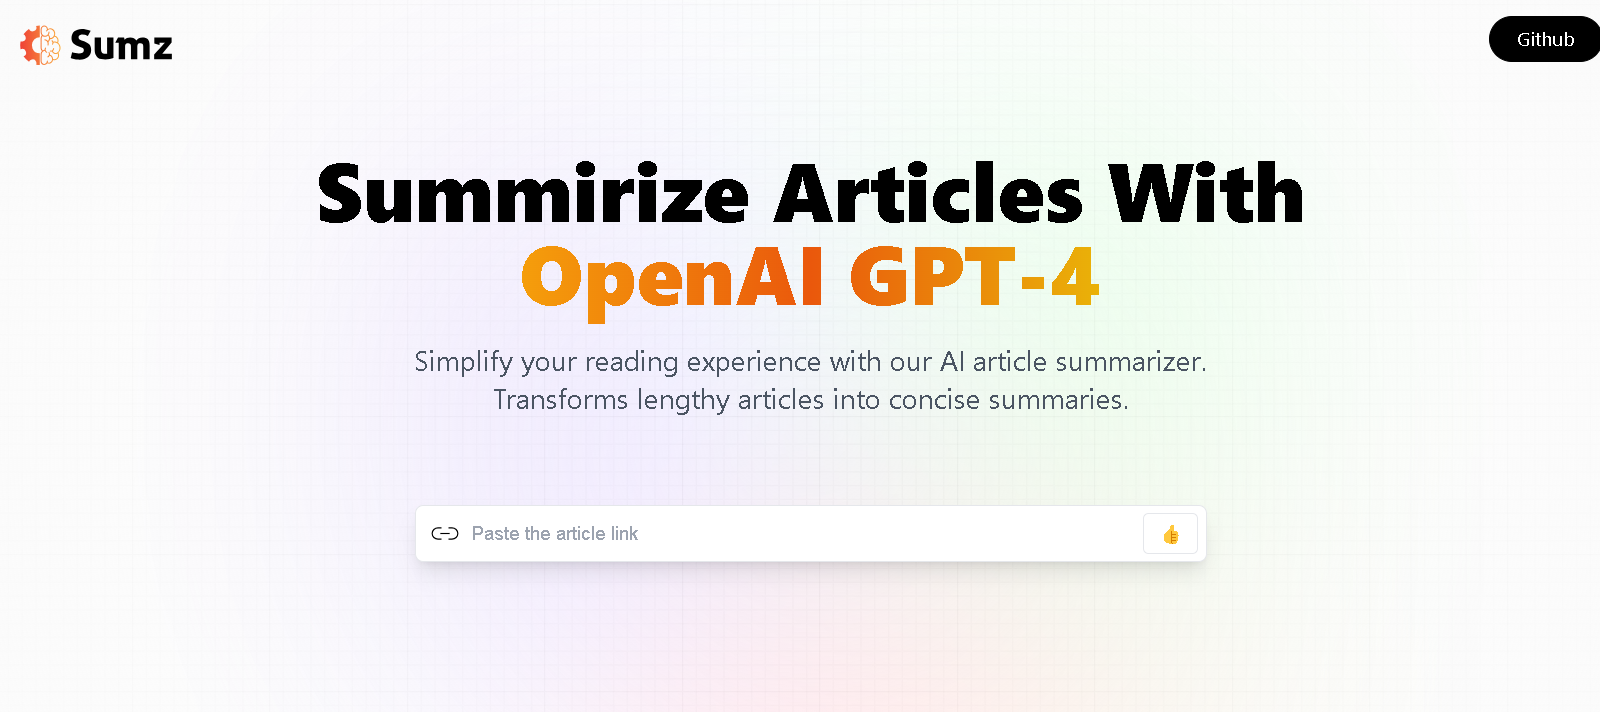 Sumz
Github
Summirize Articles With
OpenAI GPT-4
Simplify your reading experience with our AI article summarizer.
Transforms lengthy articles into concise summaries.
Paste the article link